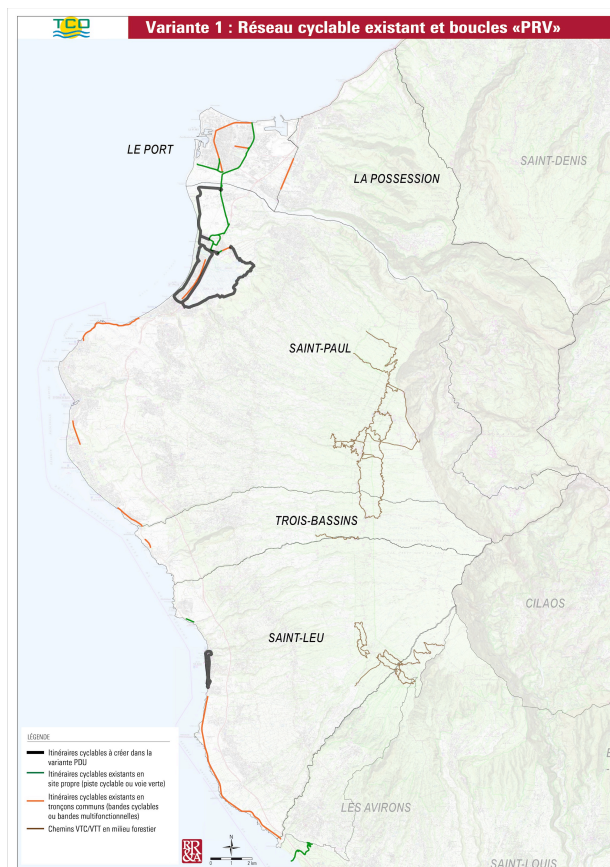 TCO
Variante 1 : Réseau cyclable existant et boucles «PRV»
LE PORT
LA POSSESSION
SAINT-DENIS
SAINT-PAUL
TROIS-BASSINS
CILAOS
SAINT-LEU
LES AVIRONS
SAINT-LOUIS
LÉGENDE
Itinéraires cyclables à créer dans la
variante PDU
Itinéraires cyclables existants en
site propre (piste cyclable ou voie verte)
Itinéraires cyclables existants en
tronçons communs (bandes cyclables
ou bandes multifonctionnelles)
Chemins VTC/VTT en milieu forestier
N
0
2 km